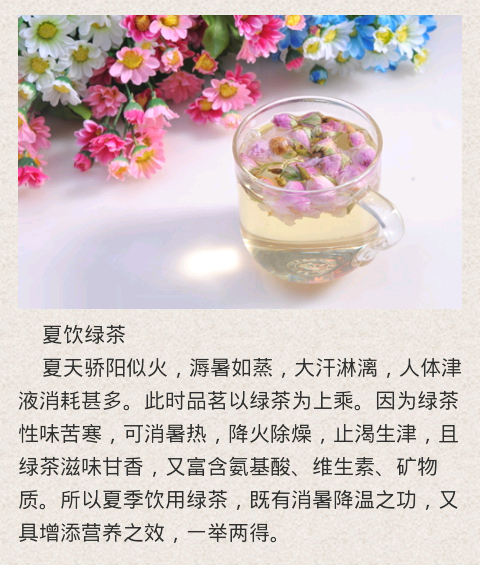 夏饮绿茶
夏天骄阳似火，溽暑如蒸，大汗淋漓，人体津
液消耗甚多。此时品茗以绿茶为上乘。因为绿茶
性味苦寒，可消暑热，降火除燥，止渴生津，且
绿茶滋味甘香，又富含氨基酸、维生素、矿物
质。所以夏季饮用绿茶，既有消暑降温之功，又
具增添营养之效，一举两得。